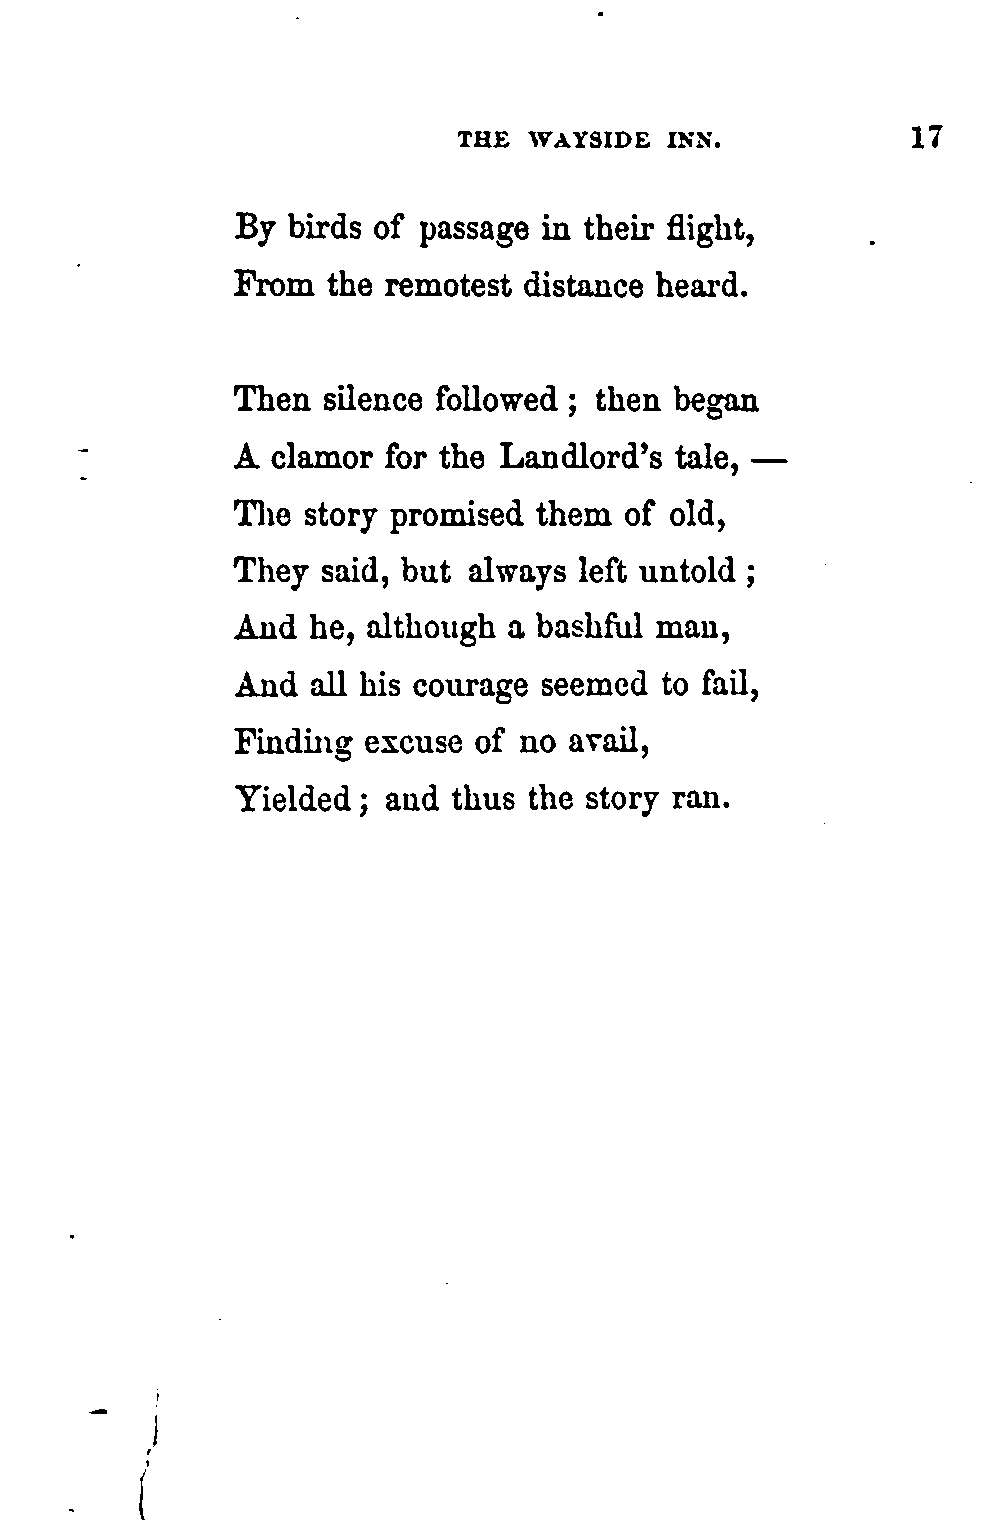 THE WAYSIDE INN. 17
By birds of passage in their flight,
From the remotest distance heard.
Then silence followed ; then began
A clamor for the Landlord's tale, —
The story promised them of old,
They said, but always left untold ;
And he, although a bashful man,
And all his courage seemed to fail,
Finding excuse of no avail,
Yielded ; and thus the story ran.